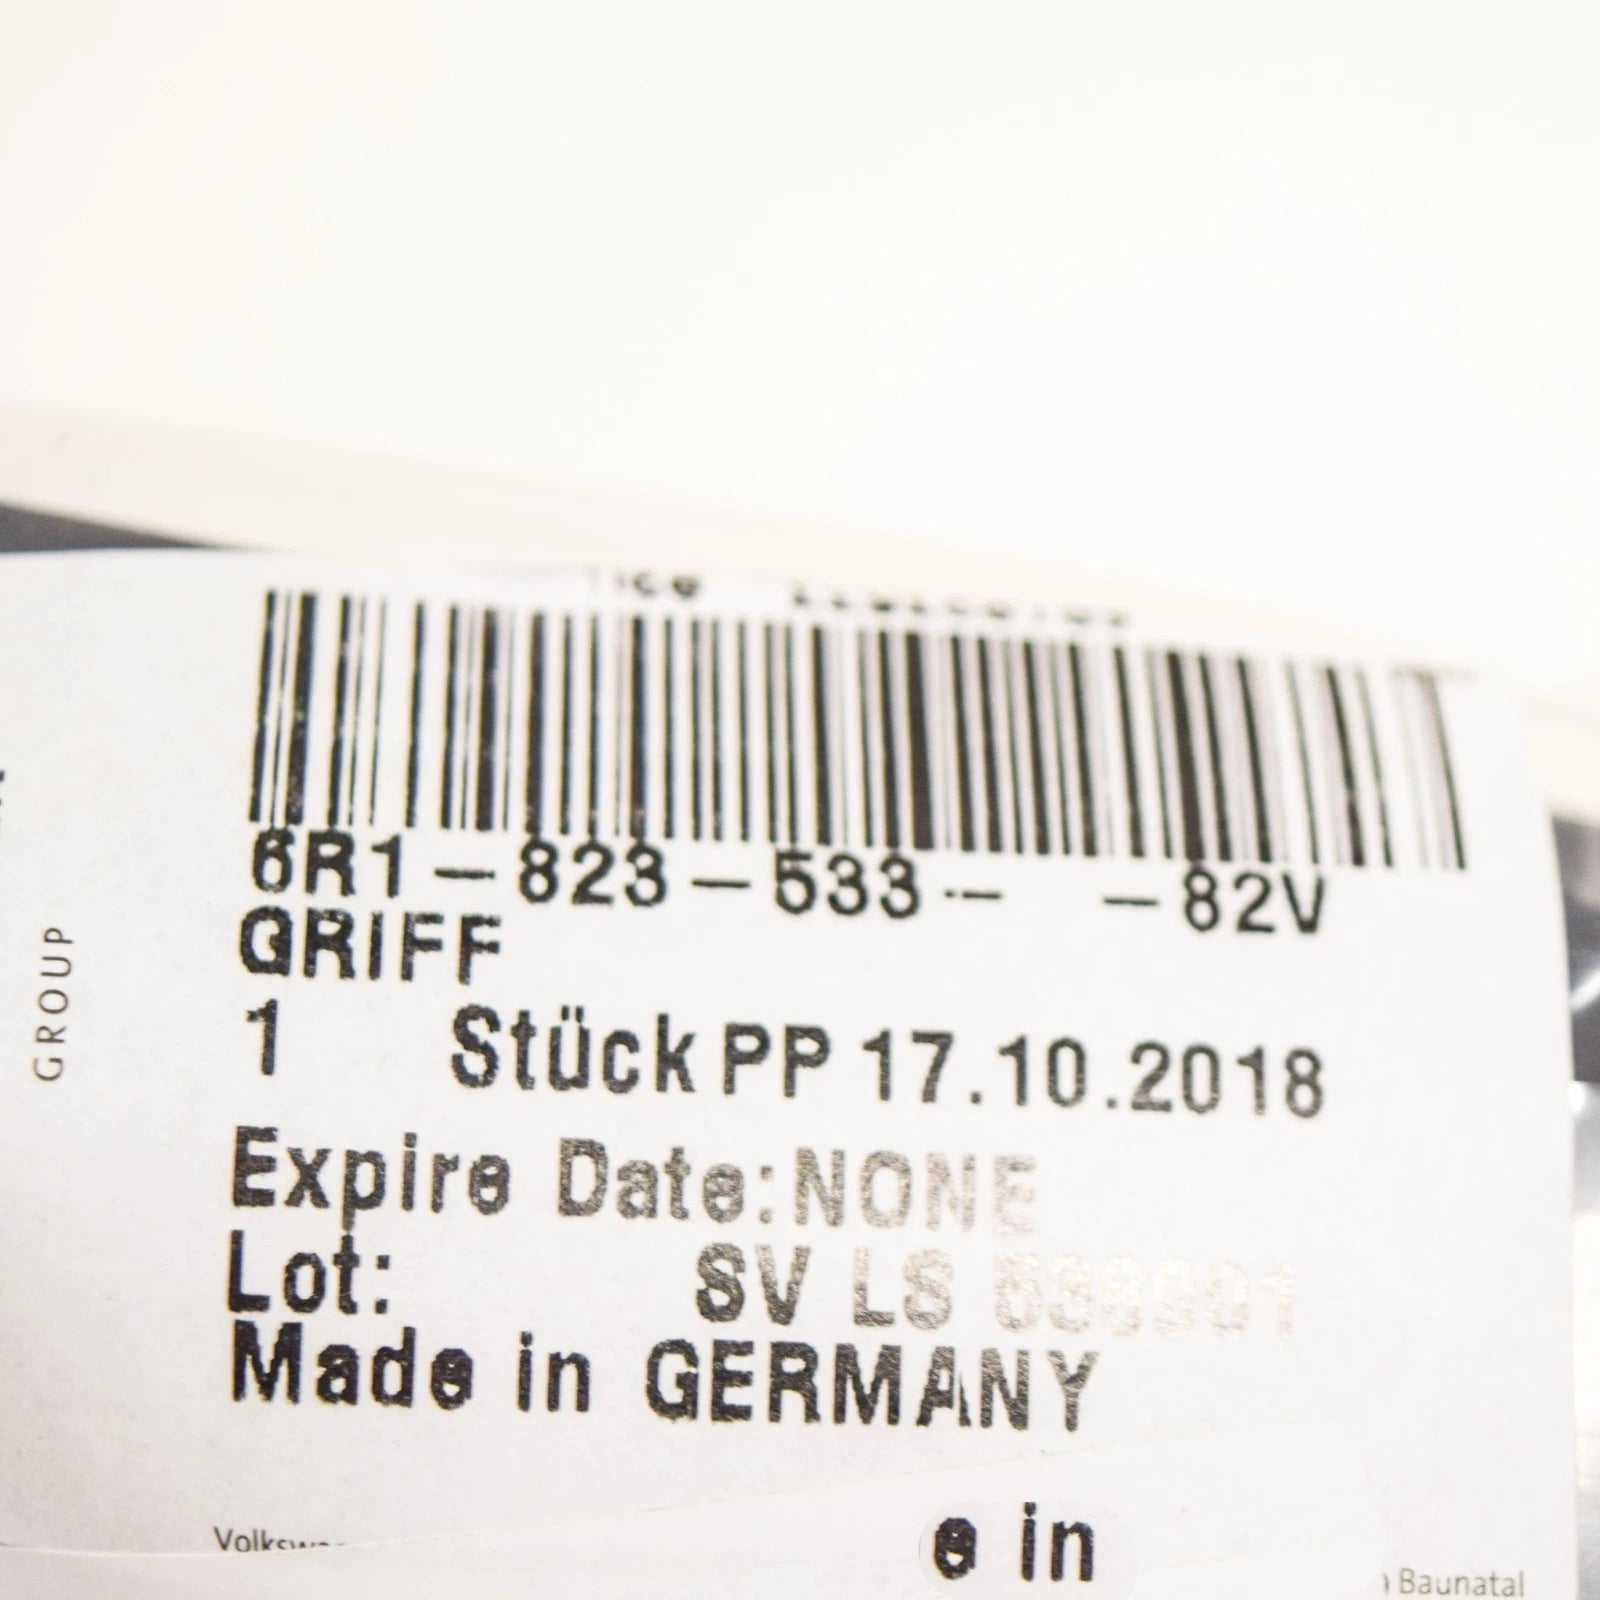 6R1-823-533- -82V
GRIFF
1 Stück PP 17.10.2018
Expire Date:NONE
Lot: SV LS
Made in GERMANY
GROUP
e in
Baunatal